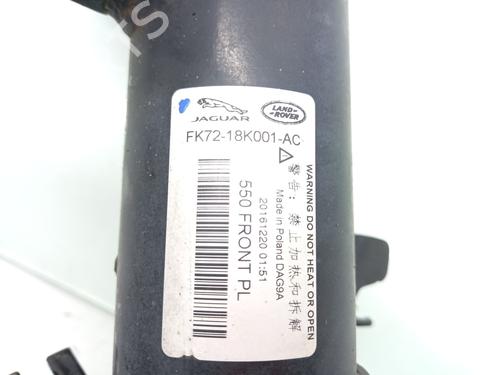 JAGUAR
LAND-
ROVER
FK72-18K001-AC
WARNING DO NOT HEAT OR OPEN
警告: 禁止加热和拆解
Made in Poland DAG9A
20161220 01:51
550 FRONT PL